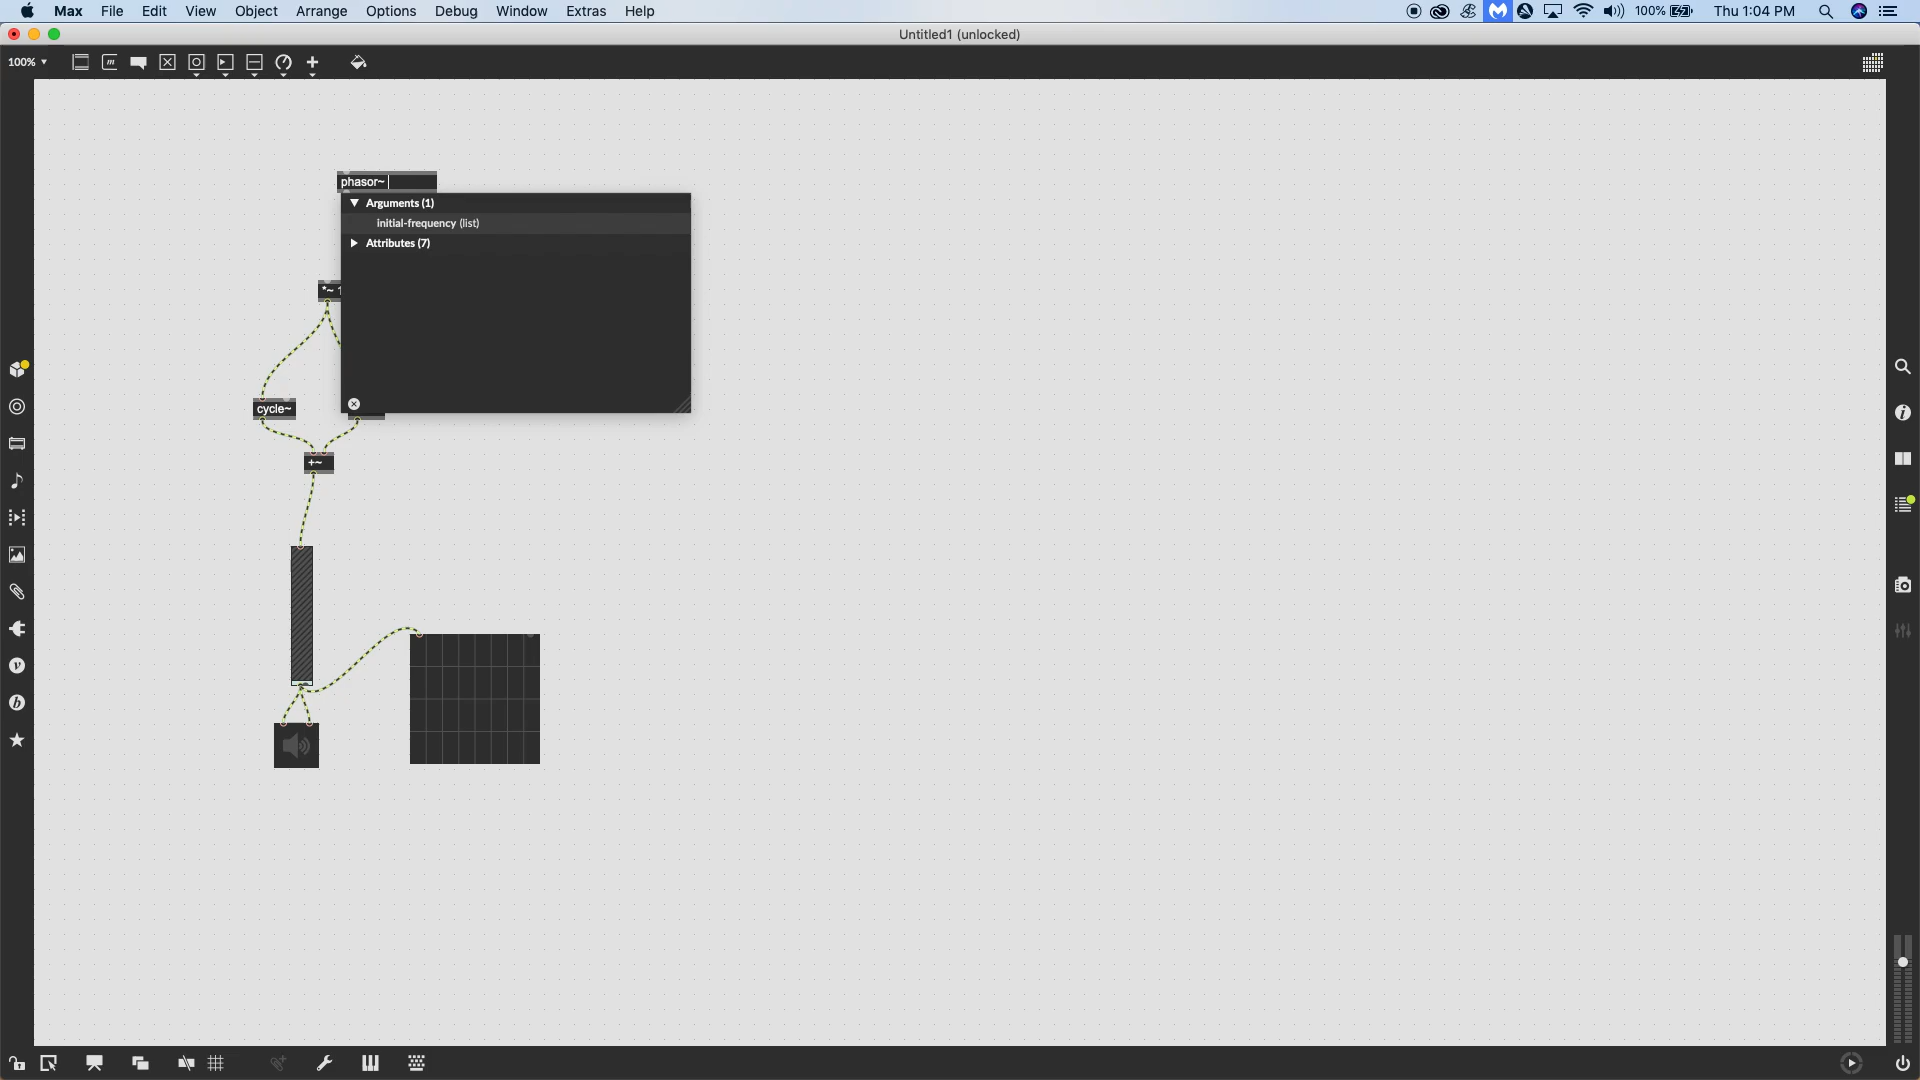 Max File Edit View Object Arrange Options Debug Window Extras Help
100% Thu 1:04 PM
Untitled1 (unlocked)
100%
phasor~
Arguments (1)
initial-frequency (list)
Attributes (7)
*~ 1
cycle~
+~